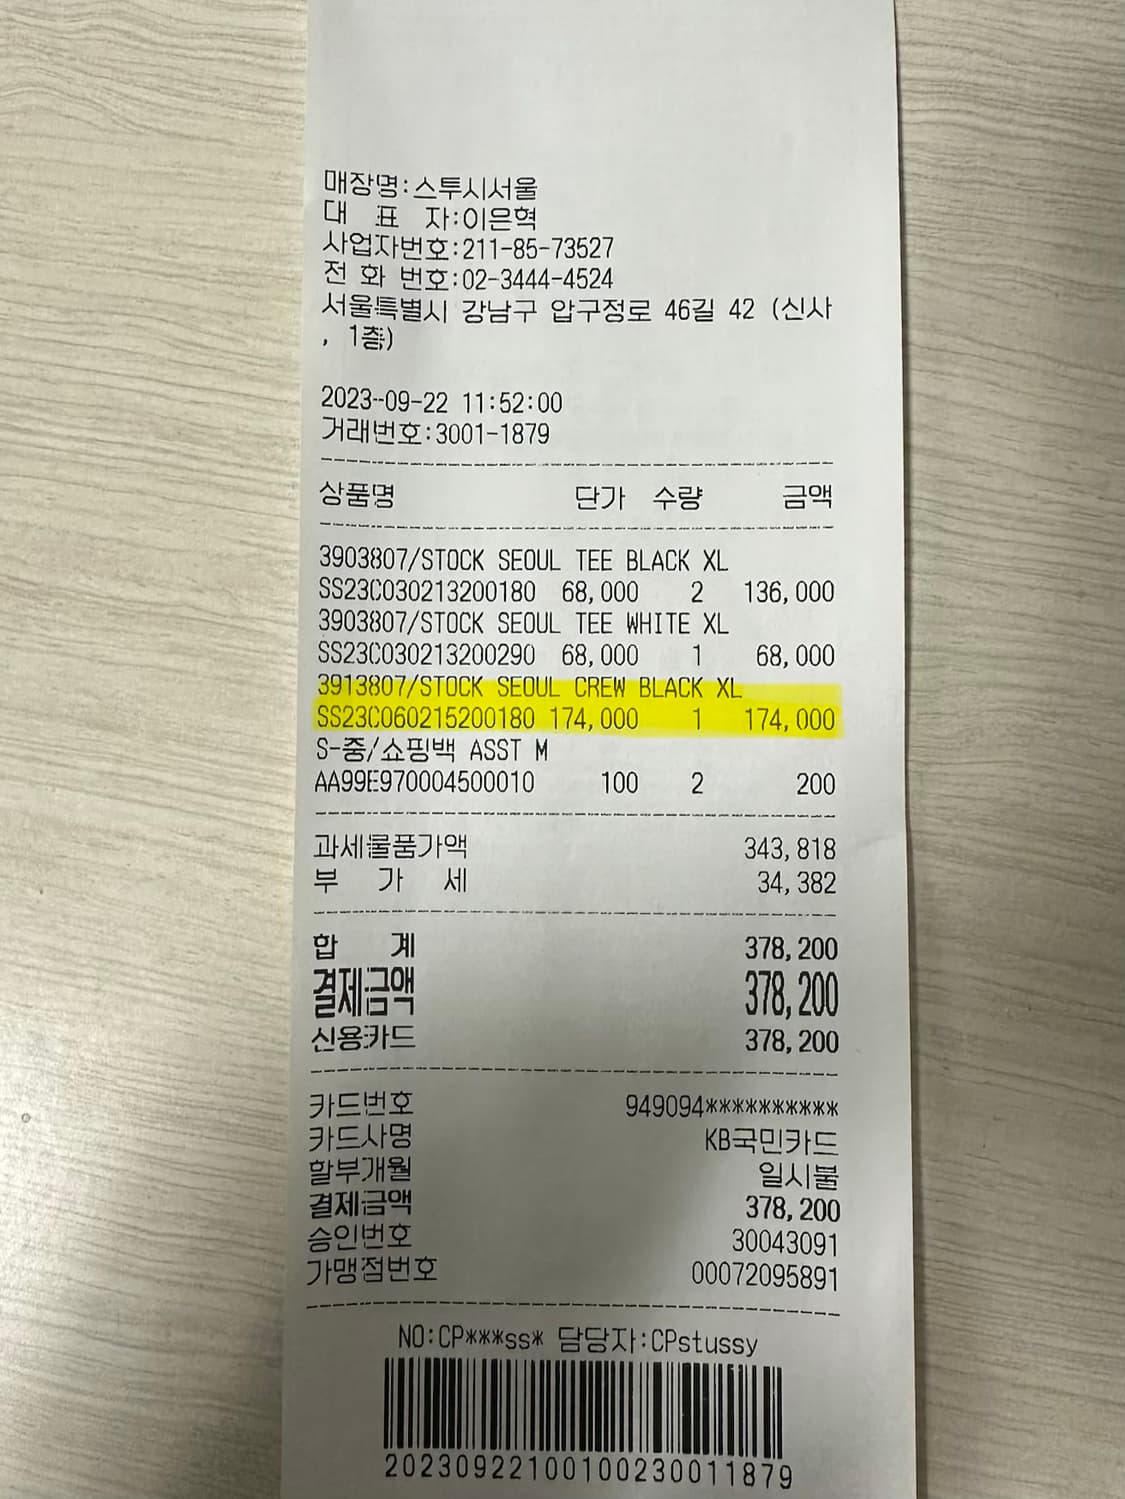 매장명:스투시서울
대 표 자:이은혁
사업자번호:211-85-73527
전 화 번호:02-3444-4524
서울특별시 강남구 압구정로 46길 42 (신사
, 1층)
2023-09-22 11:52:00
거래번호:3001-1879
상품명 단가 수량 금액
3903807/STOCK SEOUL TEE BLACK XL
SS23C030213200180 68,000 2 136,000
3903807/STOCK SEOUL TEE WHITE XL
SS23C030213200290 68,000 1 68,000
3913807/STOCK SEOUL CREW BLACK XL
SS23C060215200180 174,000 1 174,000
S-중/쇼핑백 ASST M
AA99E970004500010 100 2 200
과세물품가액 343,818
부 가 세 34,382
합 계 378,200
결제금액 378,200
신용카드 378,200
카드번호 949094**********
카드사명 KB국민카드
할부개월 일시불
결제금액 378,200
승인번호 30043091
가맹점번호 00072095891
NO:CP***ss* 담당자:CPstussy
20230922100100230011879